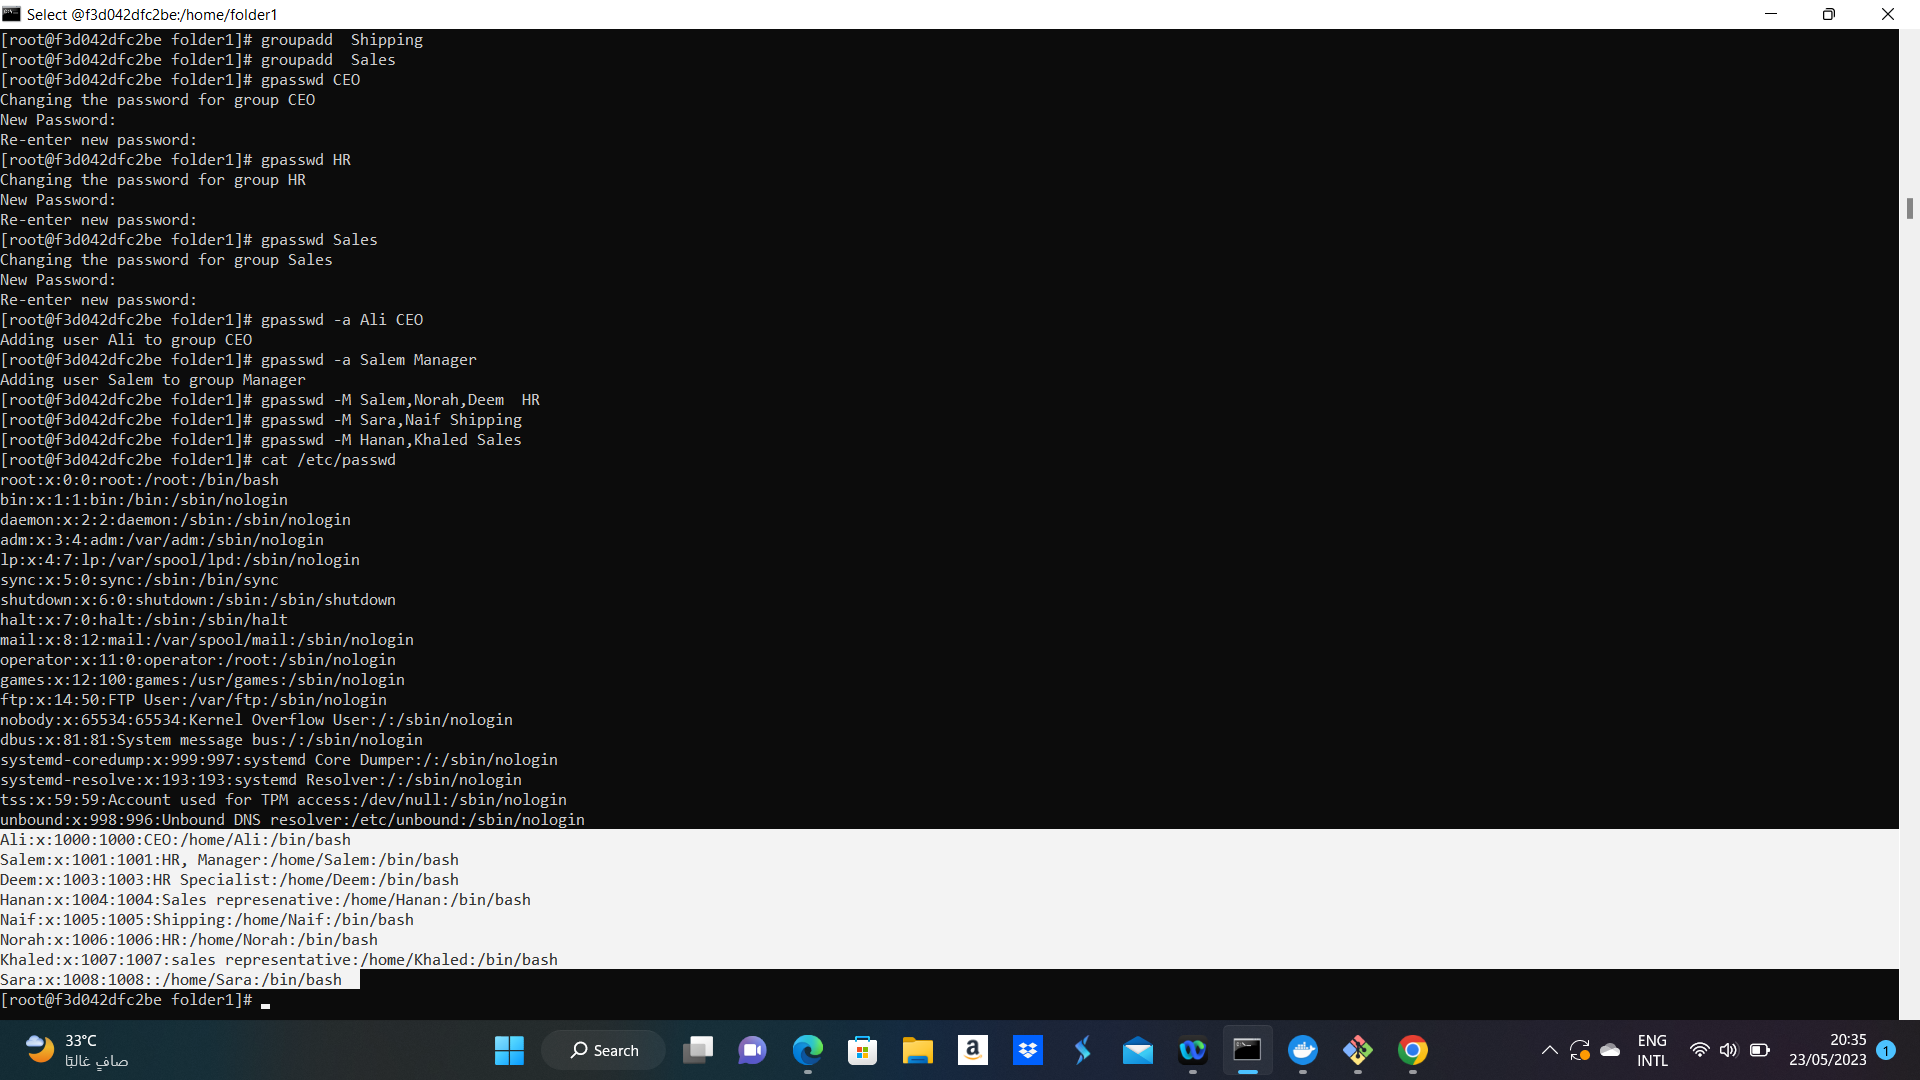 Select @f3d042dfc2be:/home/folder1
[root@f3d042dfc2be folder1]# groupadd  Shipping
[root@f3d042dfc2be folder1]# groupadd  Sales
[root@f3d042dfc2be folder1]# gpasswd CEO
Changing the password for group CEO
New Password:
Re-enter new password:
[root@f3d042dfc2be folder1]# gpasswd HR
Changing the password for group HR
New Password:
Re-enter new password:
[root@f3d042dfc2be folder1]# gpasswd Sales
Changing the password for group Sales
New Password:
Re-enter new password:
[root@f3d042dfc2be folder1]# gpasswd -a Ali CEO
Adding user Ali to group CEO
[root@f3d042dfc2be folder1]# gpasswd -a Salem Manager
Adding user Salem to group Manager
[root@f3d042dfc2be folder1]# gpasswd -M Salem,Norah,Deem  HR
[root@f3d042dfc2be folder1]# gpasswd -M Sara,Naif Shipping
[root@f3d042dfc2be folder1]# gpasswd -M Hanan,Khaled Sales
[root@f3d042dfc2be folder1]# cat /etc/passwd
root:x:0:0:root:/root:/bin/bash
bin:x:1:1:bin:/bin:/sbin/nologin
daemon:x:2:2:daemon:/sbin:/sbin/nologin
adm:x:3:4:adm:/var/adm:/sbin/nologin
lp:x:4:7:lp:/var/spool/lpd:/sbin/nologin
sync:x:5:0:sync:/sbin:/bin/sync
shutdown:x:6:0:shutdown:/sbin:/sbin/shutdown
halt:x:7:0:halt:/sbin:/sbin/halt
mail:x:8:12:mail:/var/spool/mail:/sbin/nologin
operator:x:11:0:operator:/root:/sbin/nologin
games:x:12:100:games:/usr/games:/sbin/nologin
ftp:x:14:50:FTP User:/var/ftp:/sbin/nologin
nobody:x:65534:65534:Kernel Overflow User:/:/sbin/nologin
dbus:x:81:81:System message bus:/:/sbin/nologin
systemd-coredump:x:999:997:systemd Core Dumper:/:/sbin/nologin
systemd-resolve:x:193:193:systemd Resolver:/:/sbin/nologin
tss:x:59:59:Account used for TPM access:/dev/null:/sbin/nologin
unbound:x:998:996:Unbound DNS resolver:/etc/unbound:/sbin/nologin
Ali:x:1000:1000:CEO:/home/Ali:/bin/bash
Salem:x:1001:1001:HR, Manager:/home/Salem:/bin/bash
Deem:x:1003:1003:HR Specialist:/home/Deem:/bin/bash
Hanan:x:1004:1004:Sales represenative:/home/Hanan:/bin/bash
Naif:x:1005:1005:Shipping:/home/Naif:/bin/bash
Norah:x:1006:1006:HR:/home/Norah:/bin/bash
Khaled:x:1007:1007:sales representative:/home/Khaled:/bin/bash
Sara:x:1008:1008::/home/Sara:/bin/bash
[root@f3d042dfc2be folder1]#
33°C
صافٍ غالبًا
Search
a
ENG
INTL
20:35
23/05/2023
1